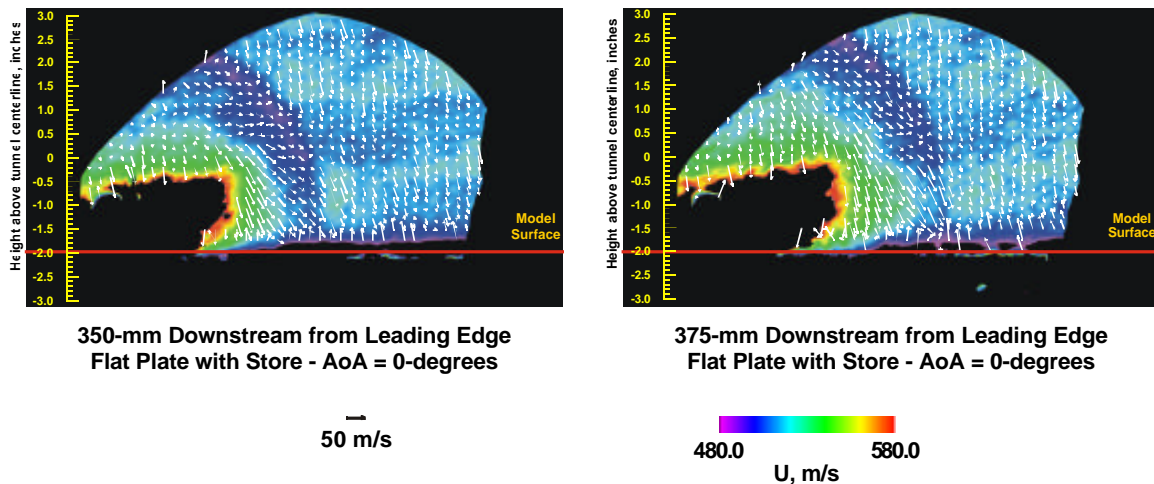 Height above tunnel centerline, inches
3.0
2.5
2.0
1.5
1.0
0.5
0
-0.5
-1.0
-1.5
-2.0
-2.5
-3.0
Model
Surface
350-mm Downstream from Leading Edge
Flat Plate with Store - AoA = 0-degrees
50 m/s
Height above tunnel centerline, inches
3.0
2.5
2.0
1.5
1.0
0.5
0
-0.5
-1.0
-1.5
-2.0
-2.5
-3.0
Model
Surface
375-mm Downstream from Leading Edge
Flat Plate with Store - AoA = 0-degrees
480.0 580.0
U, m/s